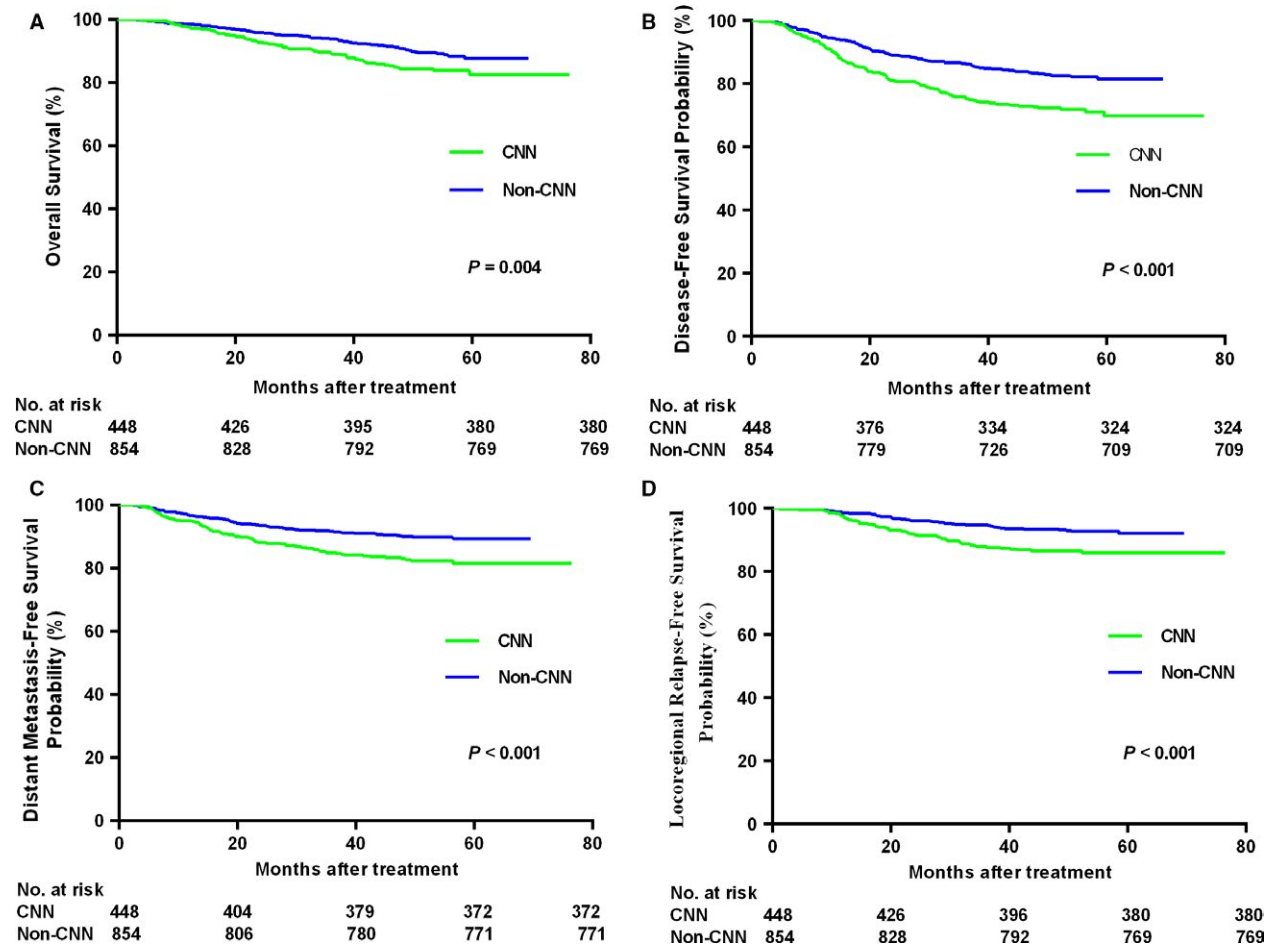 A
Overall Survival (%)
100
80
60
40
20
0
CNN
Non-CNN
P = 0.004
0 20 40 60 80
Months after treatment
No. at risk
CNN 448 426 395 380 380
Non-CNN 854 828 792 769 769
B
Disease-Free Survival Probabiliry (%)
100
80
60
40
20
0
CNN
Non-CNN
P < 0.001
0 20 40 60 80
Months after treatment
No. at risk
CNN 448 376 334 324 324
Non-CNN 854 779 726 709 709
C
Distant Metastasis-Free Survival
Probability (%)
100
80
60
40
20
0
CNN
Non-CNN
P < 0.001
0 20 40 60 80
Months after treatment
No. at risk
CNN 448 404 379 372 372
Non-CNN 854 806 780 771 771
D
Locoregional Relapse-Free Survival
Probability (%)
100
80
60
40
20
0
CNN
Non-CNN
P < 0.001
0 20 40 60 80
Months after treatment
No. at risk
CNN 448 426 396 380 380
Non-CNN 854 828 792 769 769